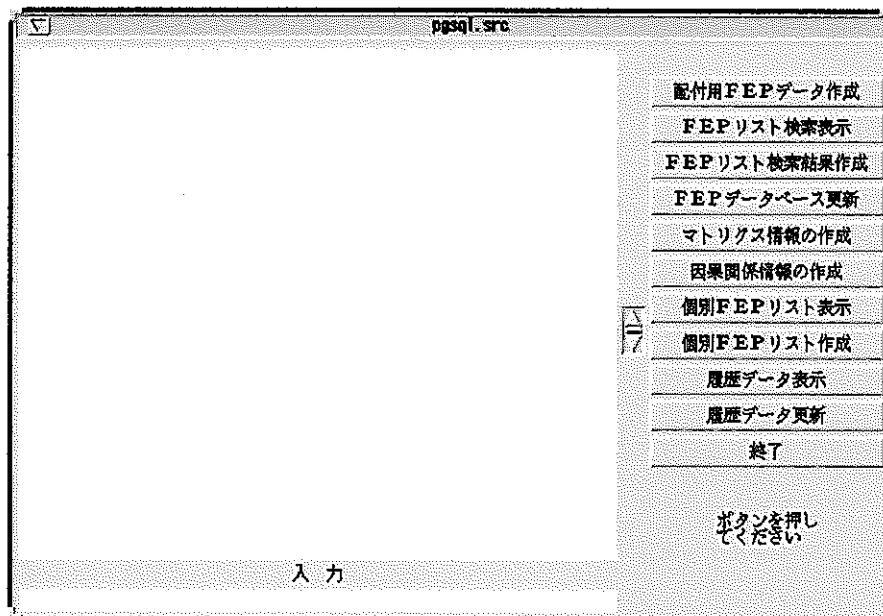 pgsql.src
配付用FEPデータ作成
FEPリスト検索表示
FEPリスト検索結果作成
FEPデータベース更新
マトリクス情報の作成
因果関係情報の作成
個別FEPリスト表示
個別FEPリスト作成
履歴データ表示
履歴データ更新
終了
ボタンを押し
てください
入 力